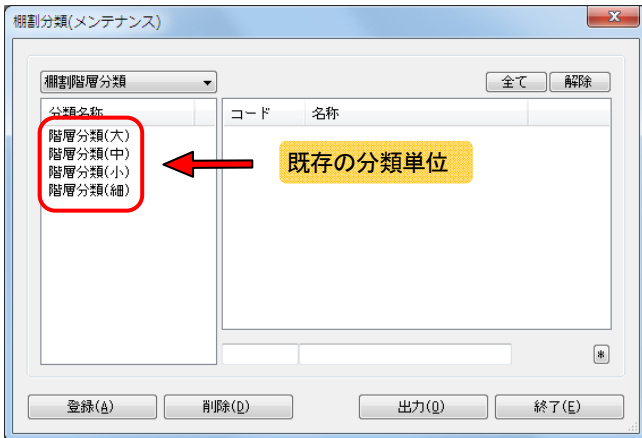 棚割分類(メンテナンス)
棚割階層分類
全て
解除
分類名称
コード
名称
階層分類(大)
階層分類(中)
階層分類(小)
階層分類(細)
既存の分類単位
*
登録(A)
削除(D)
出力(O)
終了(E)